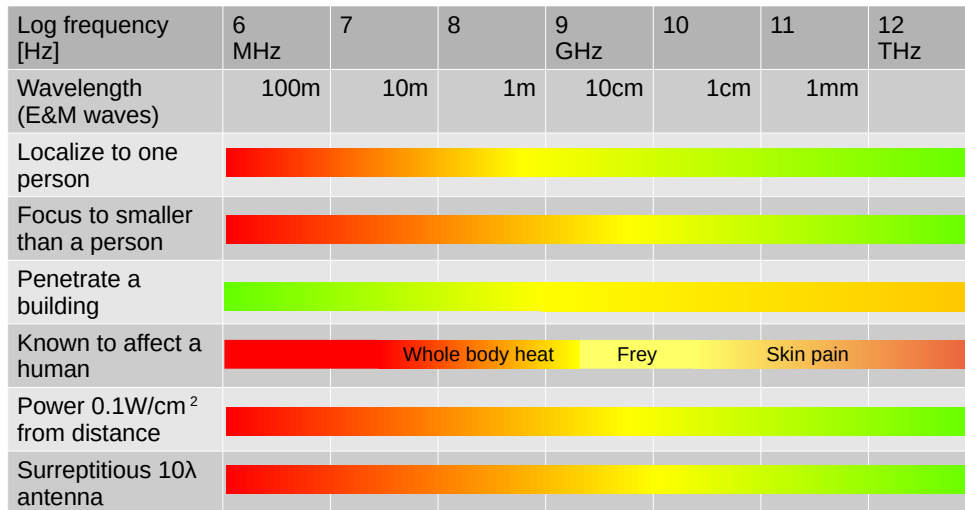 Log frequency [Hz] 6 MHz 7 8 9 GHz 10 11 12 THz
Wavelength (E&M waves) 100m 10m 1m 10cm 1cm 1mm
Localize to one person
Focus to smaller than a person
Penetrate a building
Known to affect a human Whole body heat Frey Skin pain
Power 0.1W/cm² from distance
Surreptitious 10λ antenna